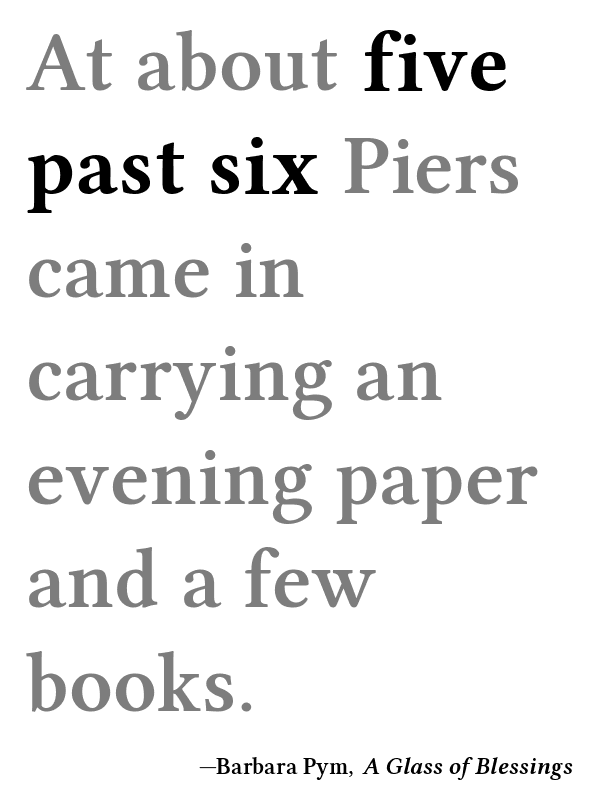 At about five
past six Piers
came in
carrying an
evening paper
and a few
books.
—Barbara Pym, A Glass of Blessings